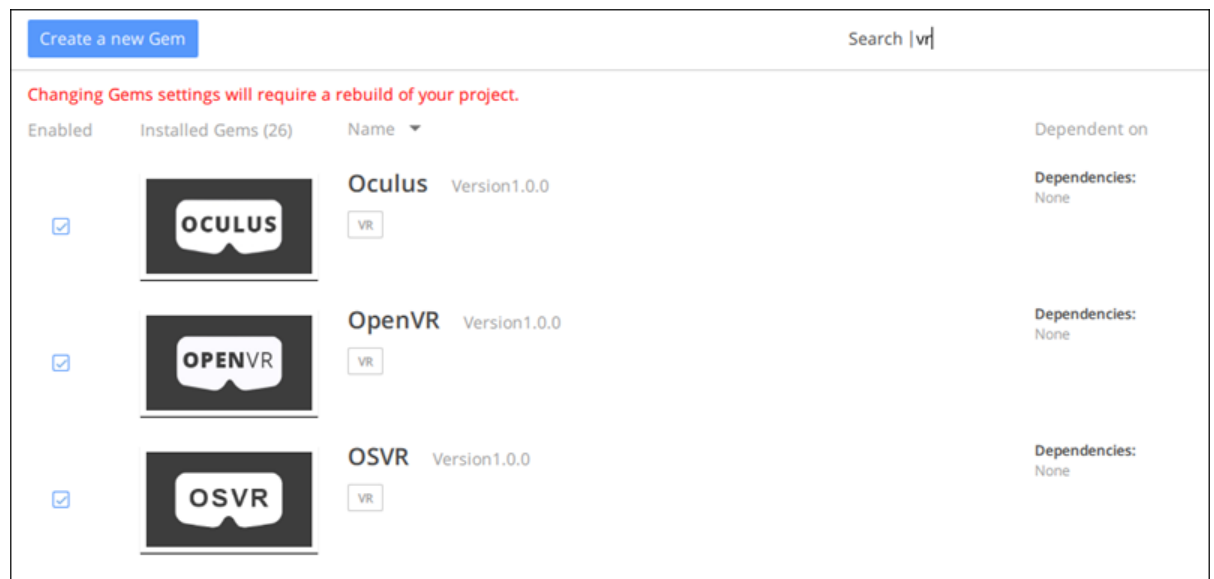 Create a new Gem Search |vr
Changing Gems settings will require a rebuild of your project.
Enabled Installed Gems (26) Name Dependent on
OCULUS
Oculus Version1.0.0
VR
Dependencies:
None
OPENVR
OpenVR Version1.0.0
VR
Dependencies:
None
OSVR
OSVR Version1.0.0
VR
Dependencies:
None